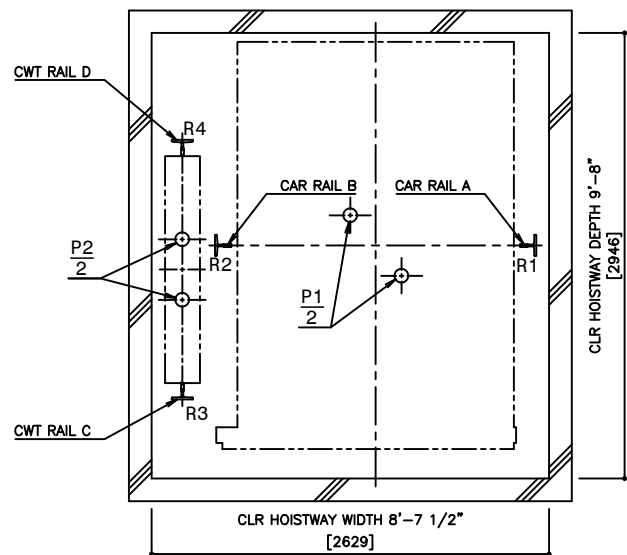 CWT RAIL D
R4
CAR RAIL B
CAR RAIL A
P2
2
R2
R1
P1
2
R3
CWT RAIL C
CLR HOISTWAY DEPTH 9'-8"
[2946]
CLR HOISTWAY WIDTH 8'-7 1/2"
[2629]